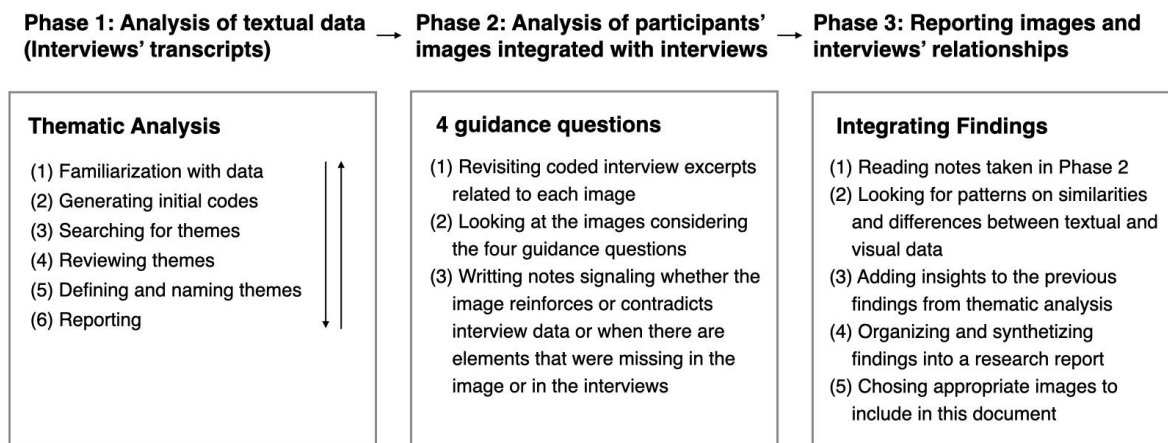 Phase 1: Analysis of textual data
(Interviews' transcripts)
Phase 2: Analysis of participants'
images integrated with interviews
Phase 3: Reporting images and
interviews' relationships
Thematic Analysis
(1) Familiarization with data
(2) Generating initial codes
(3) Searching for themes
(4) Reviewing themes
(5) Defining and naming themes
(6) Reporting
4 guidance questions
(1) Revisiting coded interview excerpts
related to each image
(2) Looking at the images considering
the four guidance questions
(3) Writting notes signaling whether the
image reinforces or contradicts
interview data or when there are
elements that were missing in the
image or in the interviews
Integrating Findings
(1) Reading notes taken in Phase 2
(2) Looking for patterns on similarities
and differences between textual and
visual data
(3) Adding insights to the previous
findings from thematic analysis
(4) Organizing and synthetizing
findings into a research report
(5) Chosing appropriate images to
include in this document